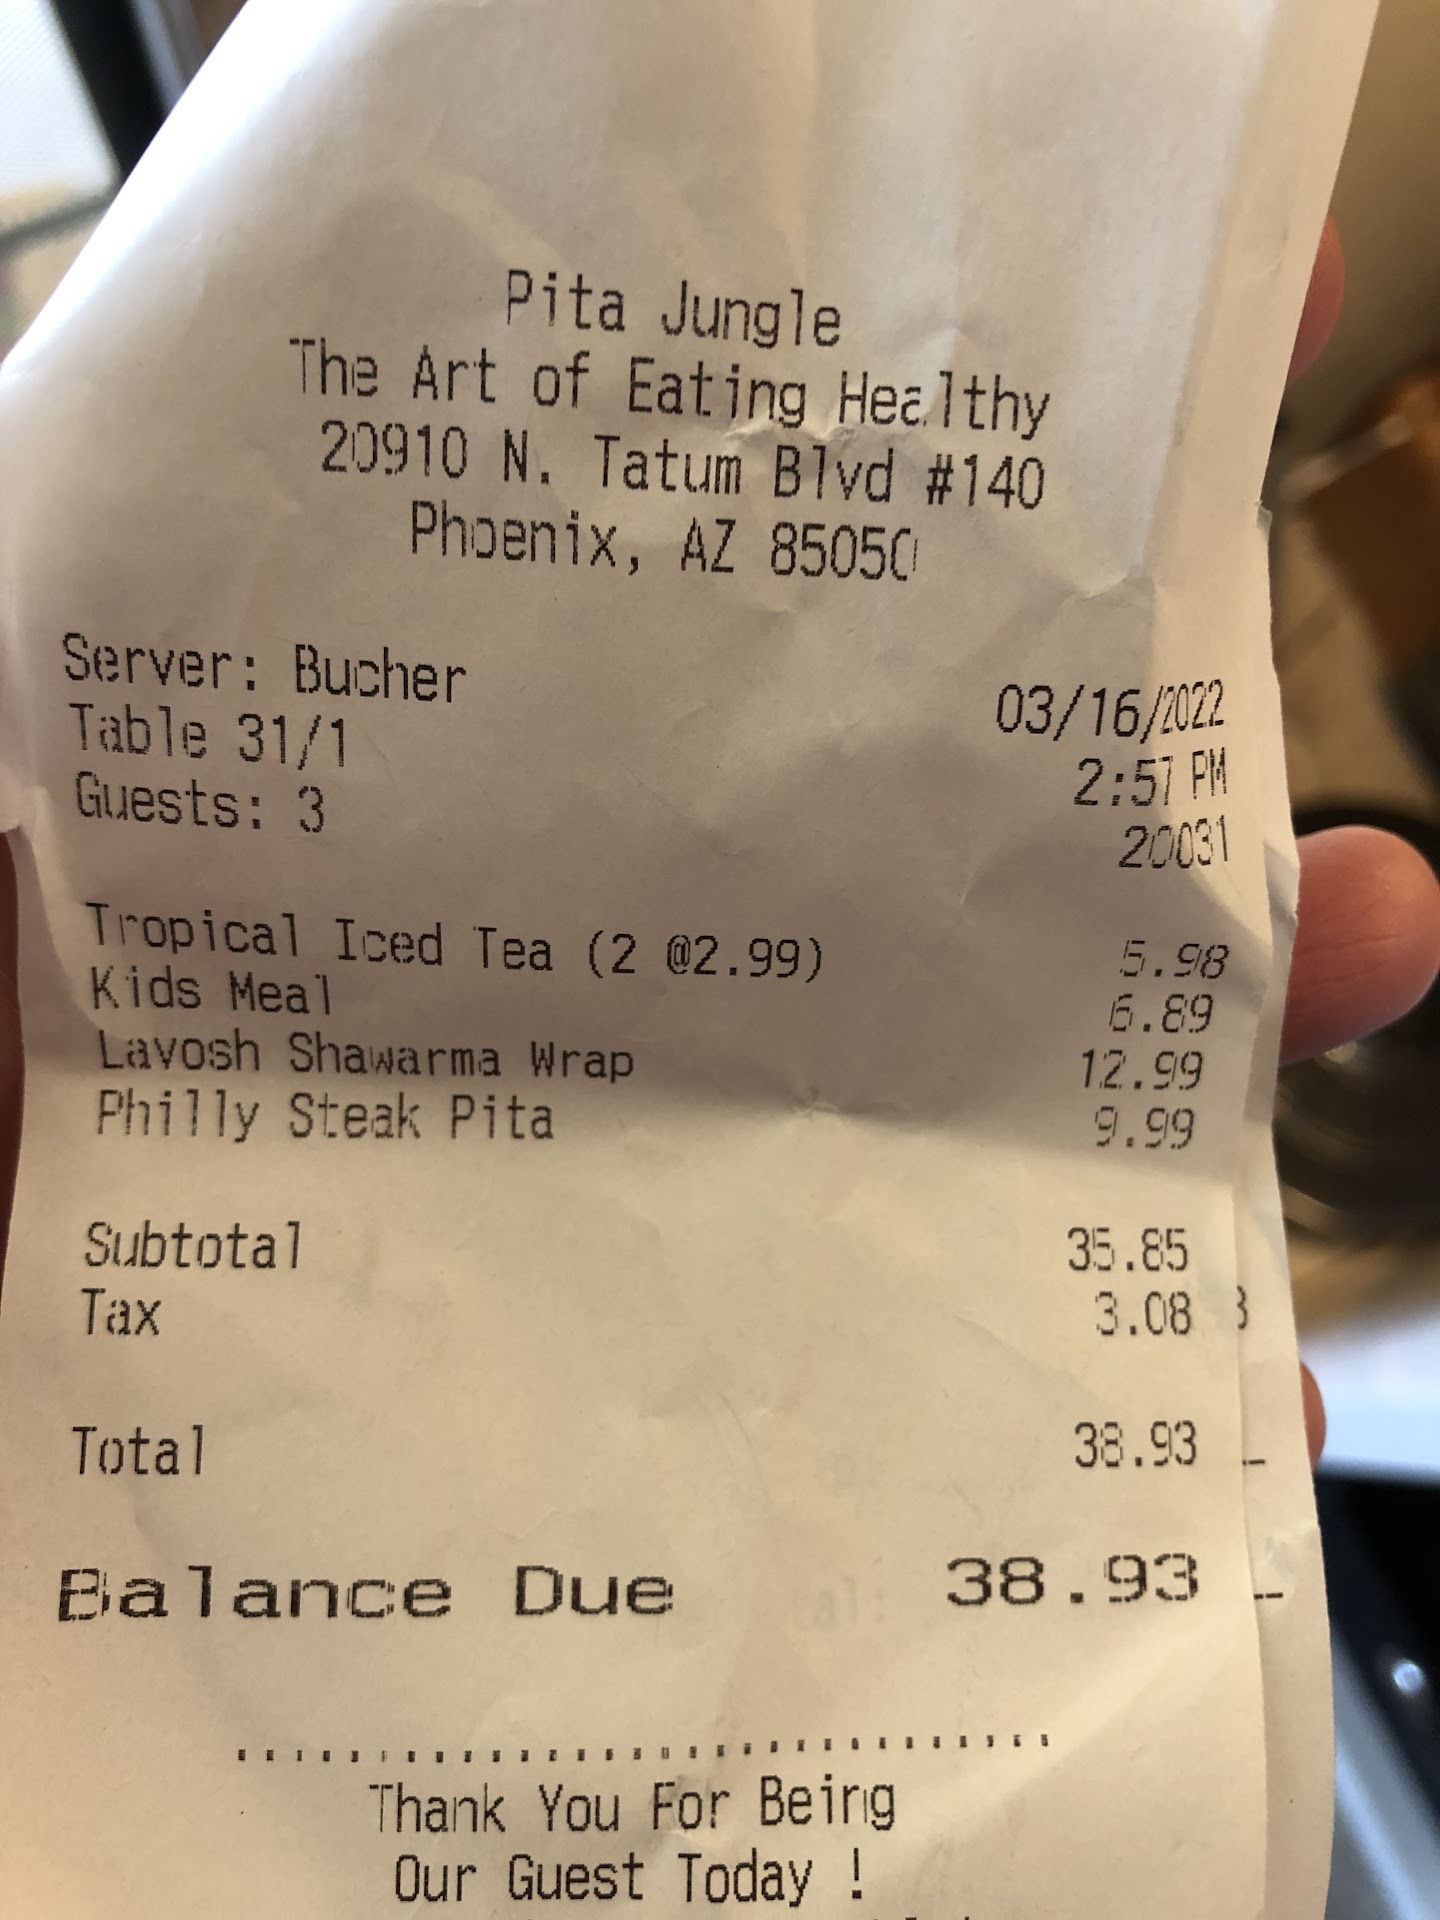 Pita Jungle
The Art of Eating Healthy
20910 N. Tatum Blvd #140
Phoenix, AZ 85050
Server: Bucher
03/16/2022
Table 31/1
2:57 PM
Guests: 3
20031
Tropical Iced Tea (2 @2.99) 5.98
Kids Meal 6.89
Lavosh Shawarma Wrap 12.99
Philly Steak Pita 9.99
Subtotal 35.85
Tax 3.08
Total 38.93
Balance Due 38.93
Thank You For Being
Our Guest Today !